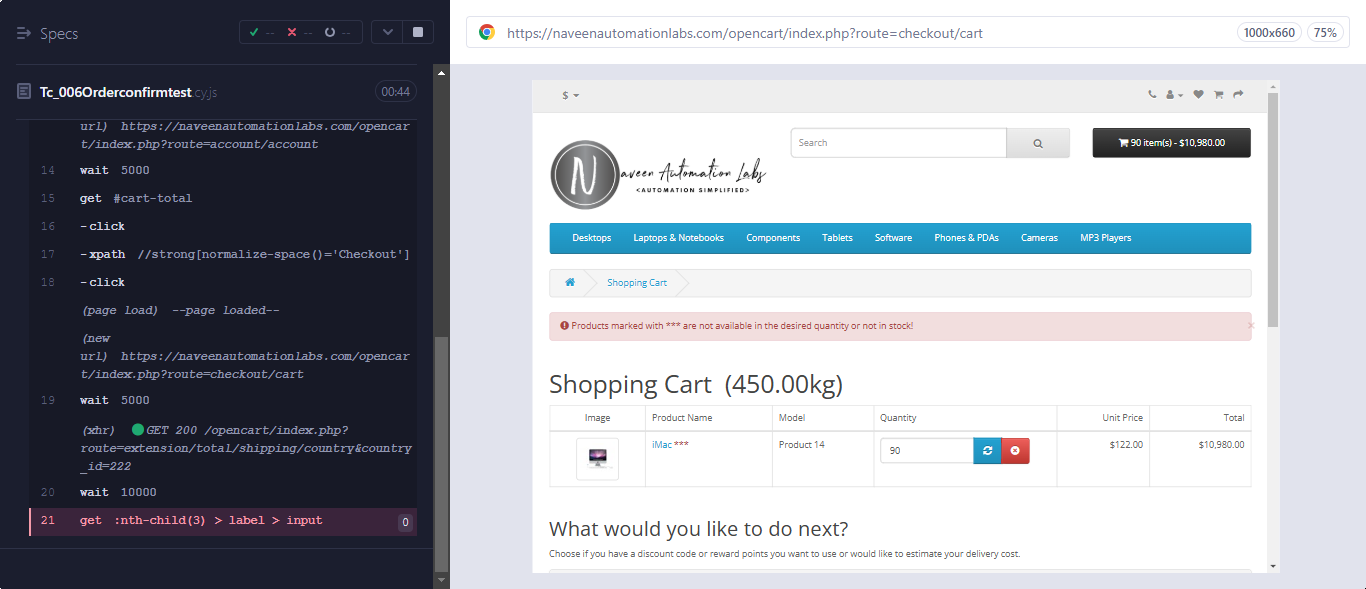 Specs
-- -- --
Tc_006Orderconfirmtest cy.js
00:44
url) https://naveenautomationlabs.com/opencar
t/index.php?route=account/account
14 wait 5000
15 get #cart-total
16 -click
17 -xpath //strong[normalize-space()='Checkout']
18 -click
(page load) --page loaded--
(new
url) https://naveenautomationlabs.com/opencar
t/index.php?route=checkout/cart
19 wait 5000
(xhr) GET 200 /opencart/index.php?
route=extension/total/shipping/country&country
_id=222
20 wait 10000
21 get :nth-child(3) > label > input 0
https://naveenautomationlabs.com/opencart/index.php?route=checkout/cart
1000x660 75%
$
N
aveen Automation Labs
<AUTOMATION SIMPLIFIED>
Search
90 item(s) - $10,980.00
Desktops Laptops & Notebooks Components Tablets Software Phones & PDAs Cameras MP3 Players
Shopping Cart
Products marked with *** are not available in the desired quantity or not in stock!
×
Shopping Cart (450.00kg)
Image Product Name Model Quantity Unit Price Total
iMac *** Product 14 90 $122.00 $10,980.00
What would you like to do next?
Choose if you have a discount code or reward points you want to use or would like to estimate your delivery cost.